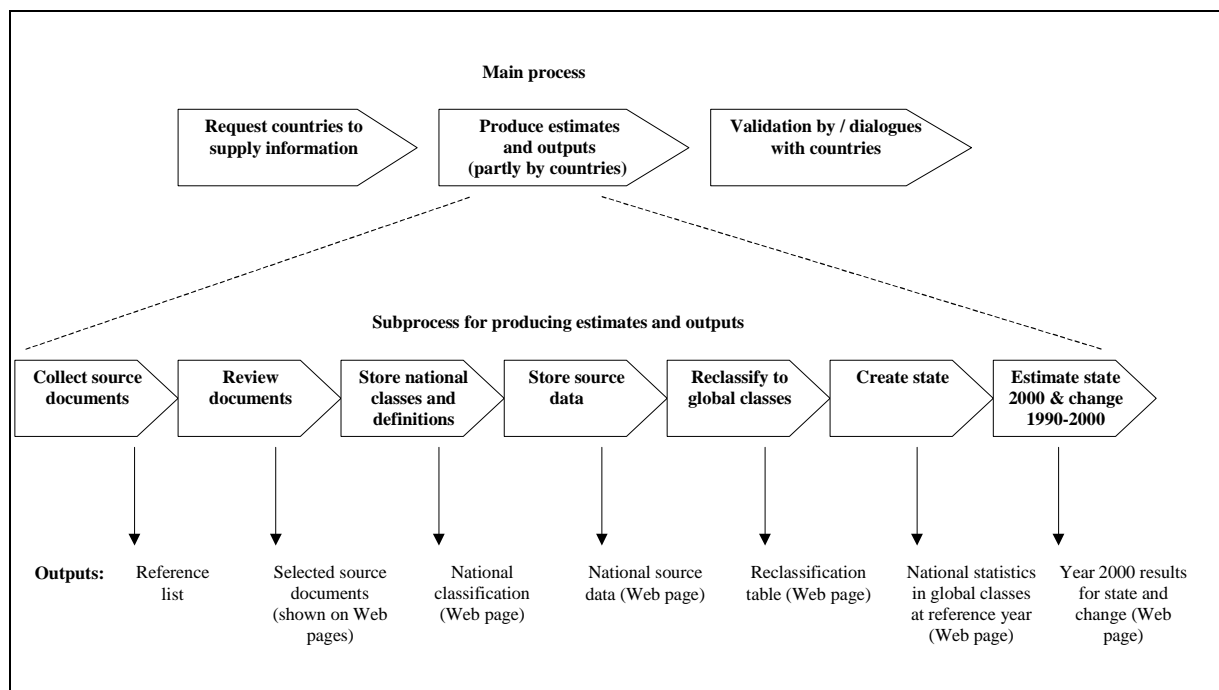 Main process
Request countries to
supply information
Produce estimates
and outputs
(partly by countries)
Validation by / dialogues
with countries
Subprocess for producing estimates and outputs
Collect source
documents
Review
documents
Store national
classes and
definitions
Store source
data
Reclassify to
global classes
Create state
Estimate state
2000 & change
1990-2000
Outputs:
Reference
list
Selected source
documents
(shown on Web
pages)
National
classification
(Web page)
National source
data (Web page)
Reclassification
table (Web page)
National statistics
in global classes
at reference year
(Web page)
Year 2000 results
for state and
change (Web
page)